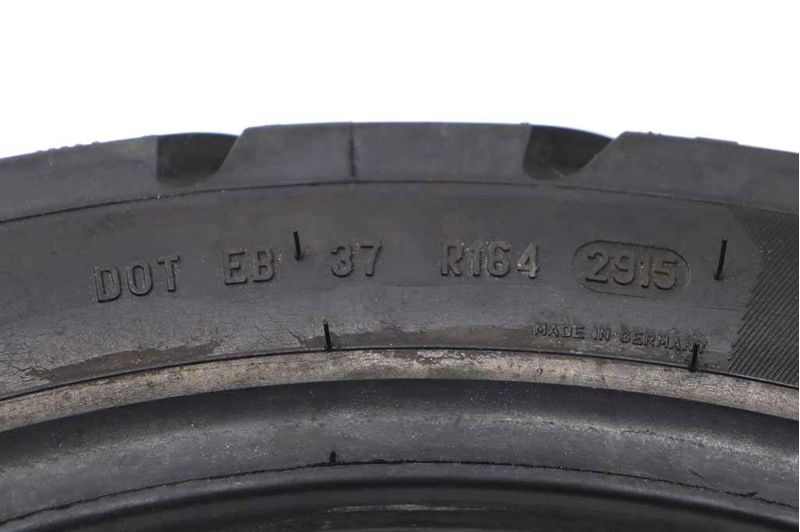 DOT EB 37 R164 2915
MADE IN GERMANY